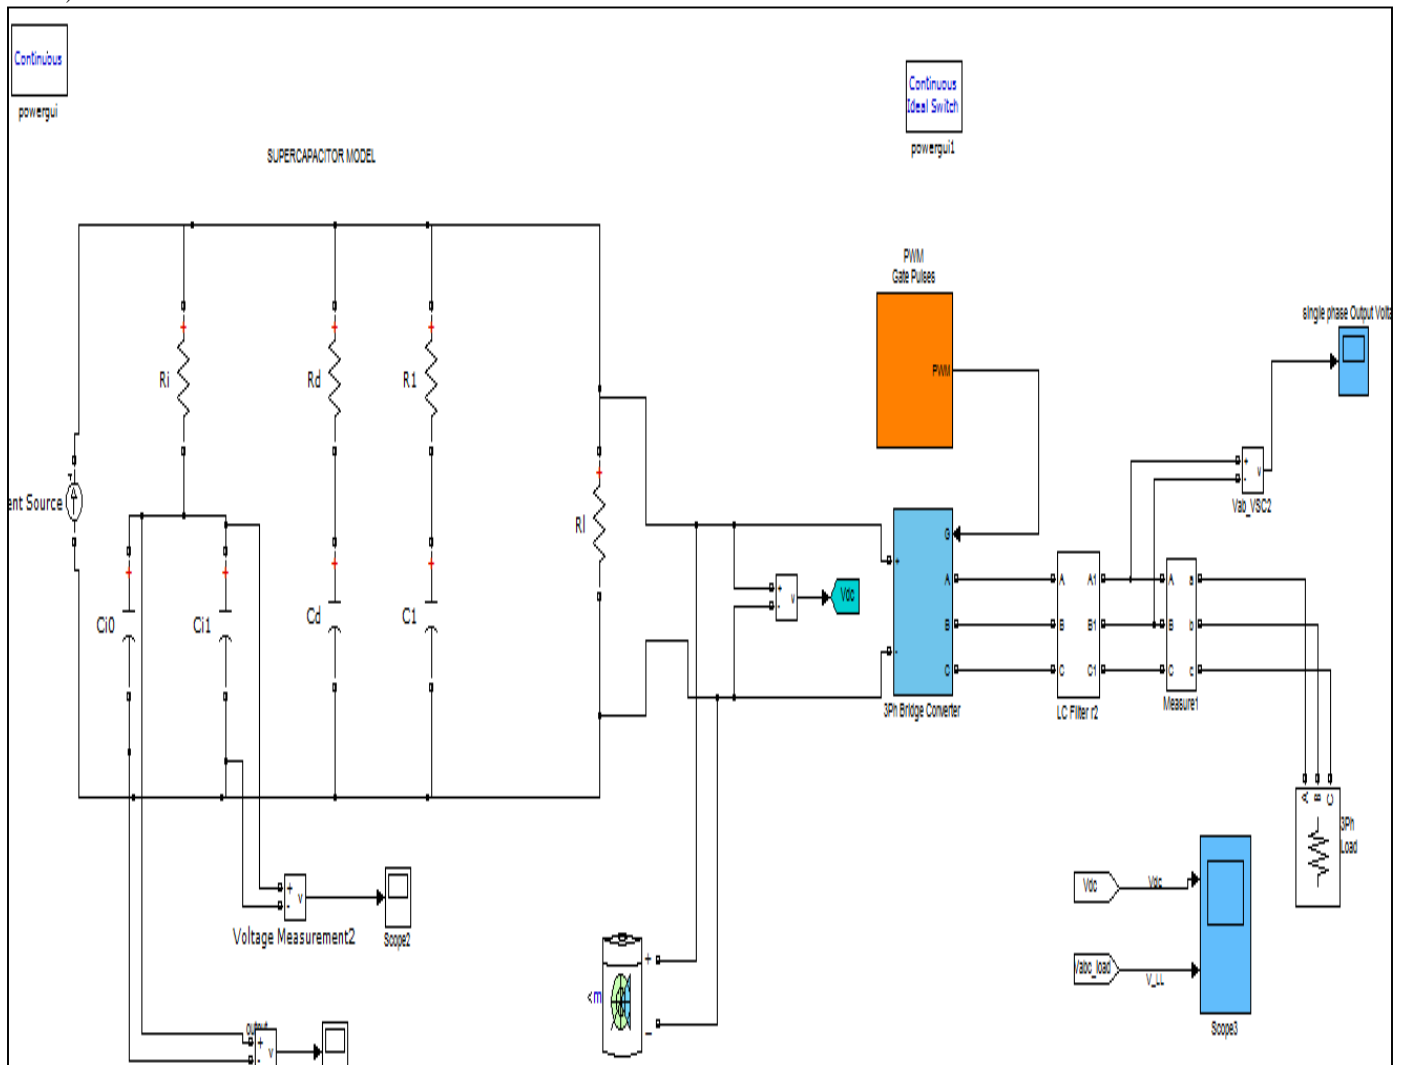 Continuous
powergui
Continuous
Ideal Switch
powergui1
SUPERCAPACITOR MODEL
PWM
Gate Pulses
PWM
single phase Output Volta
Ri
Rd
R1
Rl
ent Source
Ci0
Ci1
Cd
C1
+
-
v
Vdc
G
+
-
A
B
C
3Ph Bridge Converter
A
B
C
A1
B1
C1
LC Filter r2
A
B
C
a
b
c
Measure1
+
-
v
Vab_VSC2
A
B
C
3Ph
Load
+
-
v
Voltage Measurement2
Scope2
output
+
-
v
<m
+
−
Vdc
Vdc
Vabc_load
V_LL
Scope3